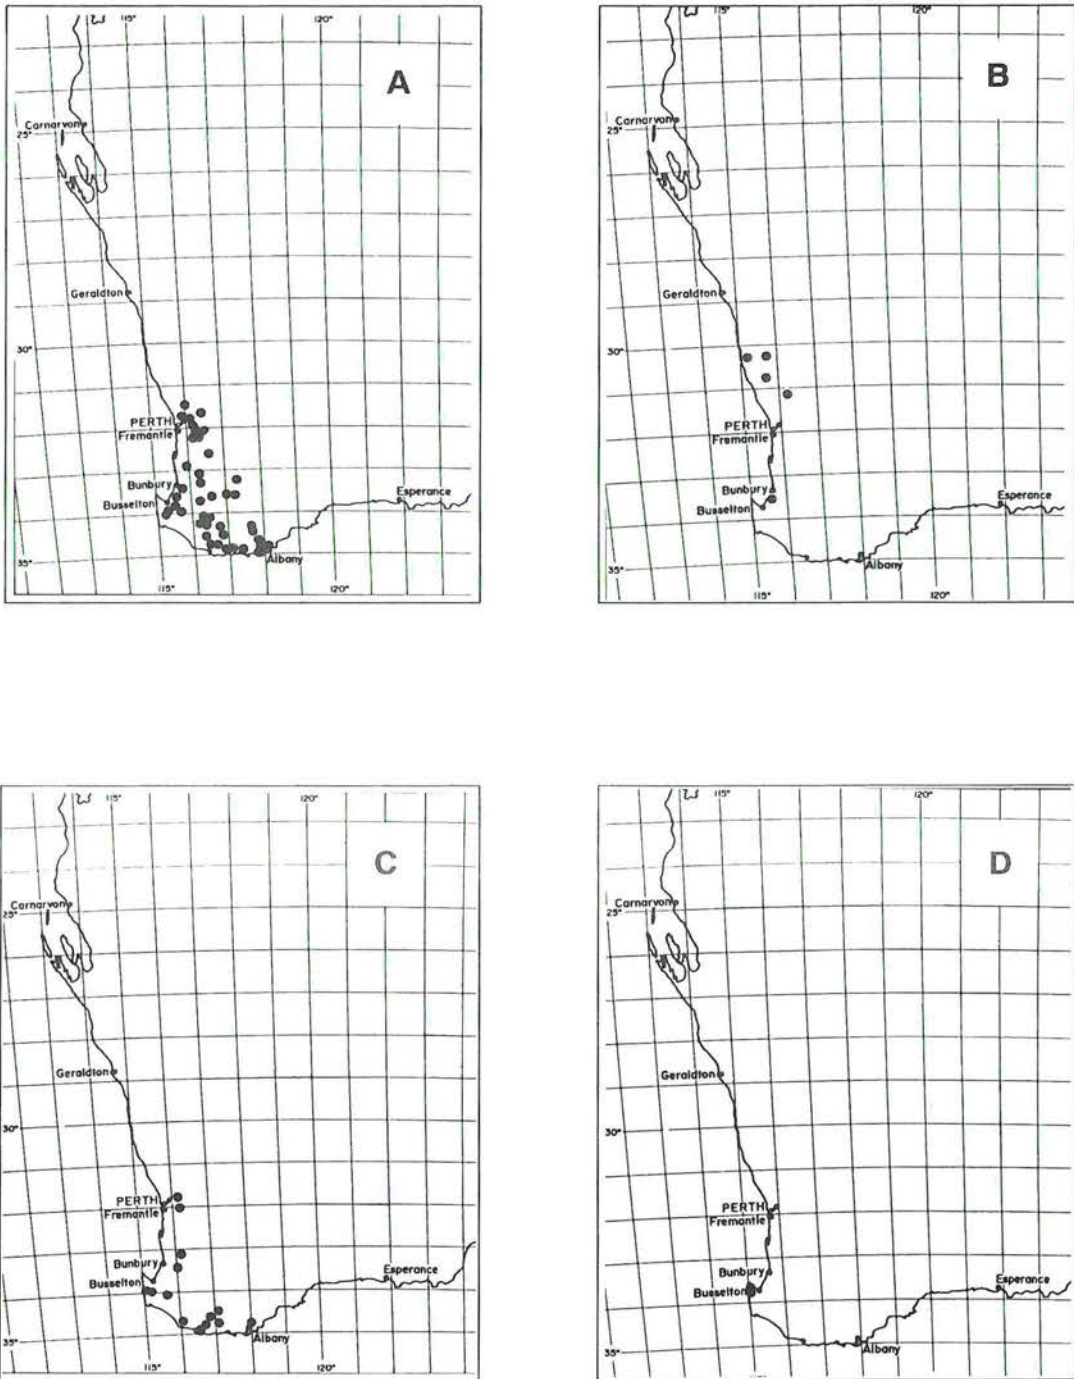 115° 120°
A
Carnarvon
25°
Geraldton
30°
PERTH
Fremantle
Bunbury
Busselton
Esperance
Albany
35°
115° 120°
115° 120°
B
Carnarvon
25°
Geraldton
30°
PERTH
Fremantle
Bunbury
Busselton
Esperance
Albany
35°
115° 120°
115° 120°
C
Carnarvon
25°
Geraldton
30°
PERTH
Fremantle
Bunbury
Busselton
Esperance
Albany
35°
115° 120°
115° 120°
D
Carnarvon
25°
Geraldton
30°
PERTH
Fremantle
Bunbury
Busselton
Esperance
Albany
35°